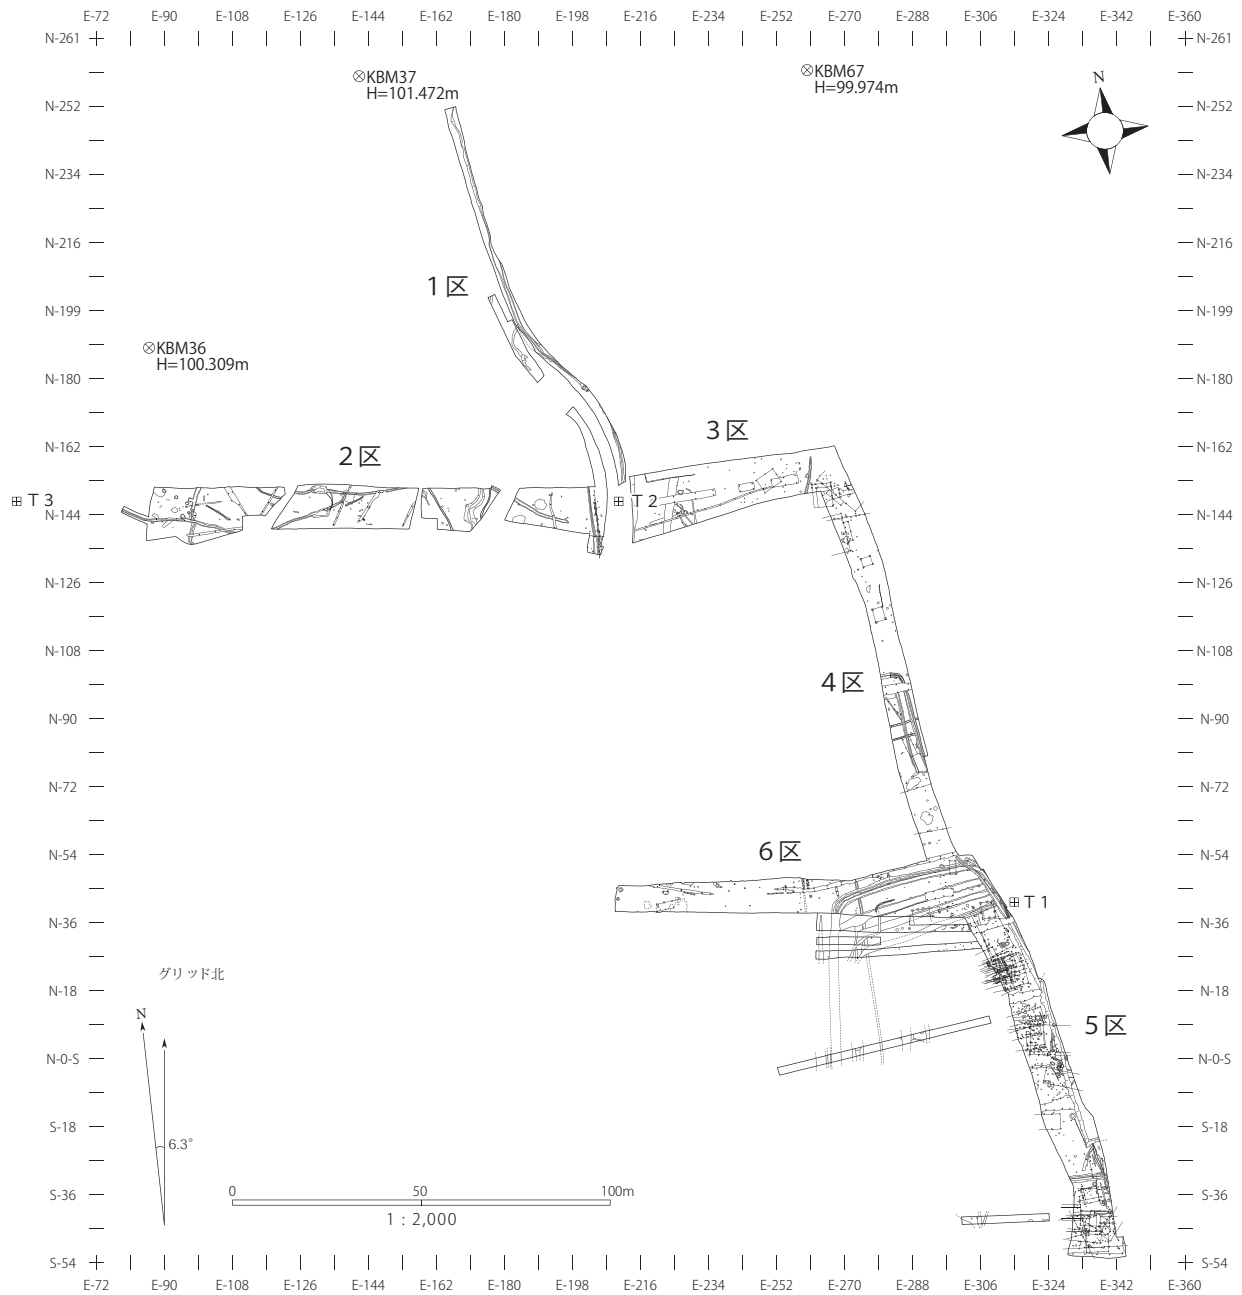 E-72 E-90 E-108 E-126 E-144 E-162 E-180 E-198 E-216 E-234 E-252 E-270 E-288 E-306 E-324 E-342 E-360
N-261 N-261
KBM37
H=101.472m
KBM67
H=99.974m
N
N-252 N-252
N-234 N-234
N-216 N-216
1区
N-199 N-199
KBM36
H=100.309m
N-180 N-180
3区
N-162 N-162
2区
T3
T2
N-144 N-144
N-126 N-126
N-108 N-108
4区
N-90 N-90
N-72 N-72
N-54 N-54
6区
T1
N-36 N-36
グリッド北
N-18 N-18
N
5区
N-0-S N-0-S
S-18 S-18
6.3°
S-36 S-36
0 50 100m
1:2,000
S-54 S-54
E-72 E-90 E-108 E-126 E-144 E-162 E-180 E-198 E-216 E-234 E-252 E-270 E-288 E-306 E-324 E-342 E-360